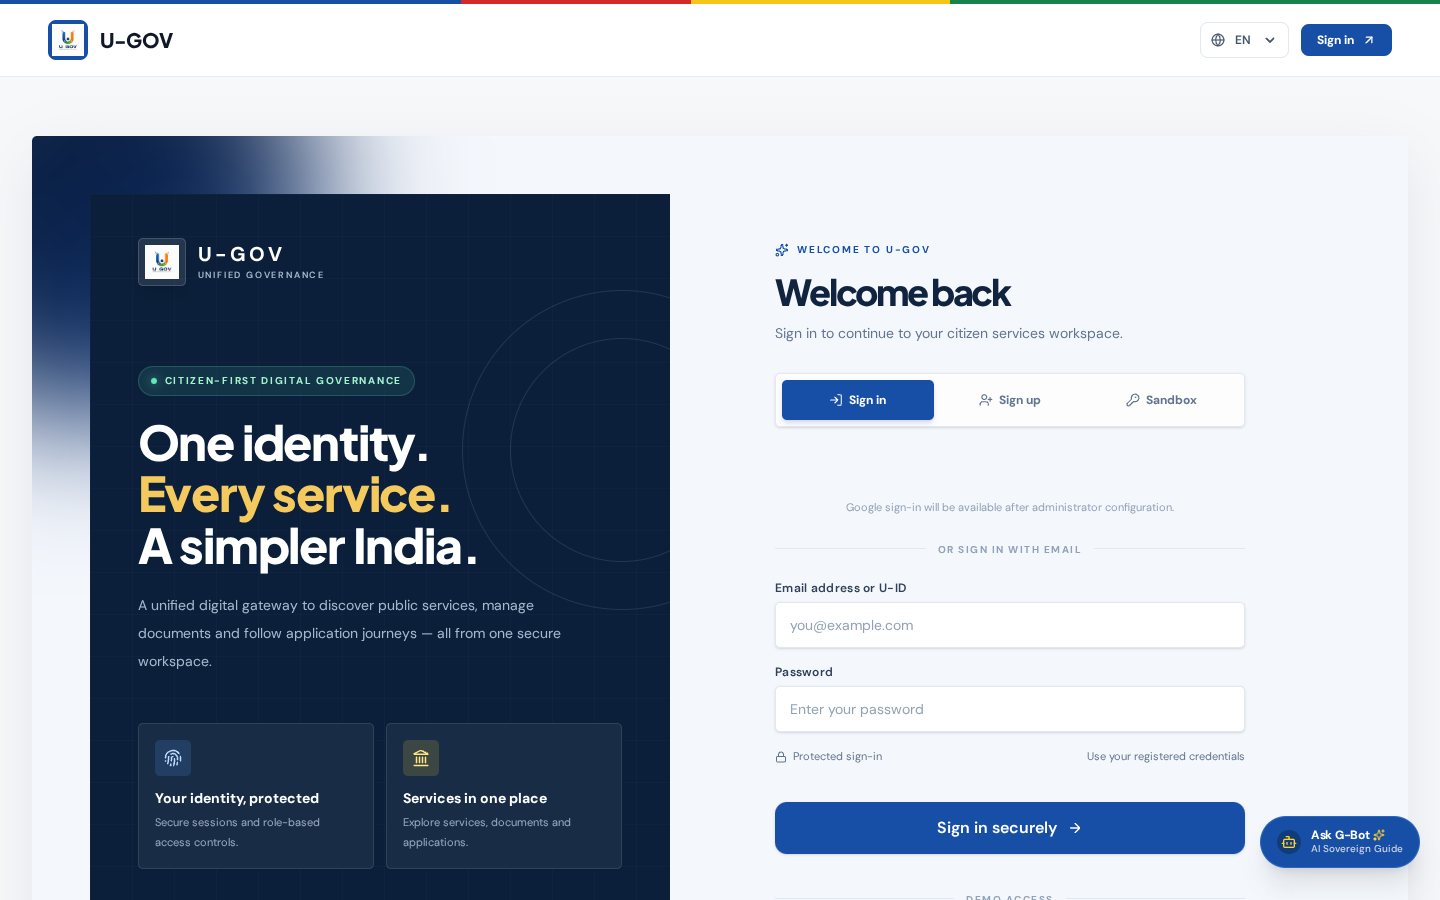 U-GOV
U-GOV
EN
Sign in
U-GOV
U-GOV
UNIFIED GOVERNANCE
CITIZEN-FIRST DIGITAL GOVERNANCE
One identity.
Every service.
A simpler India.
A unified digital gateway to discover public services, manage
documents and follow application journeys — all from one secure
workspace.
Your identity, protected
Secure sessions and role-based
access controls.
Services in one place
Explore services, documents and
applications.
WELCOME TO U-GOV
Welcome back
Sign in to continue to your citizen services workspace.
Sign in
Sign up
Sandbox
Google sign-in will be available after administrator configuration.
OR SIGN IN WITH EMAIL
Email address or U-ID
you@example.com
Password
Enter your password
Protected sign-in
Use your registered credentials
Sign in securely
DEMO ACCESS
Ask G-Bot
AI Sovereign Guide